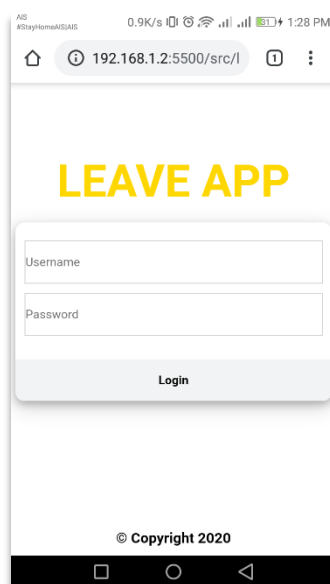 AIS
#StayHomeAIS|AIS
0.9K/s 31 1:28 PM
192.168.1.2:5500/src/l 1
LEAVE APP
Username
Password
Login
© Copyright 2020